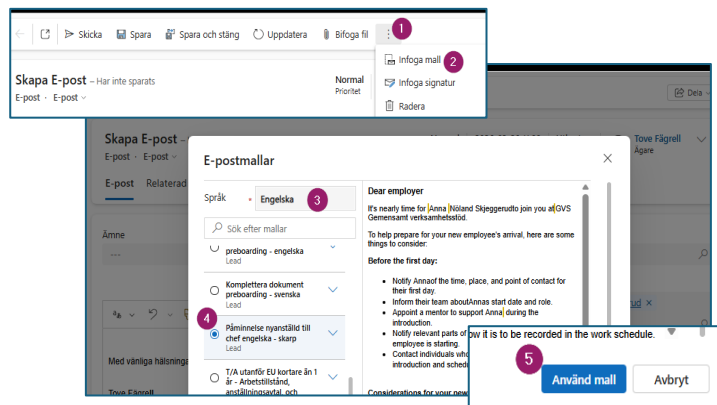 Skicka Spara Spara och stäng Uppdatera Bifoga fil 1
Infoga mall 2
Infoga signatur
Radera
Skapa E-post – Har inte sparats
E-post · E-post
Normal
Prioritet
Dela
Skapa E-post –
E-post · E-post
Tove Fägrell
Ägare
E-post Relaterad
Ämne
---
Med vänliga hälsninga
Tove Fägrell
E-postmallar
Språk * Engelska 3
Sök efter mallar
preboarding - engelska
Lead
Komplettera dokument
preboarding - svenska
Lead
4
Påminnelse nyanställd till
chef engelska - skarp
Lead
T/A utanför EU kortare än 1
år - Arbetstillstånd,
anställningsavtal, och
Dear employer
It's nearly time for Anna Nöland Skjeggerudto join you at GVS
Gemensamt verksamhetsstöd.
To help prepare for your new employee's arrival, here are some
things to consider:
Before the first day:
• Notify Annaof the time, place, and point of contact for
their first day.
• Inform their team aboutAnnas start date and role.
• Appoint a mentor to support Anna during the
introduction.
• Notify relevant parts of
employee is starting.
• Contact individuals who
introduction and sched
Considerations for your new
ud ×
ow it is to be recorded in the work schedule.
5
Använd mall Avbryt